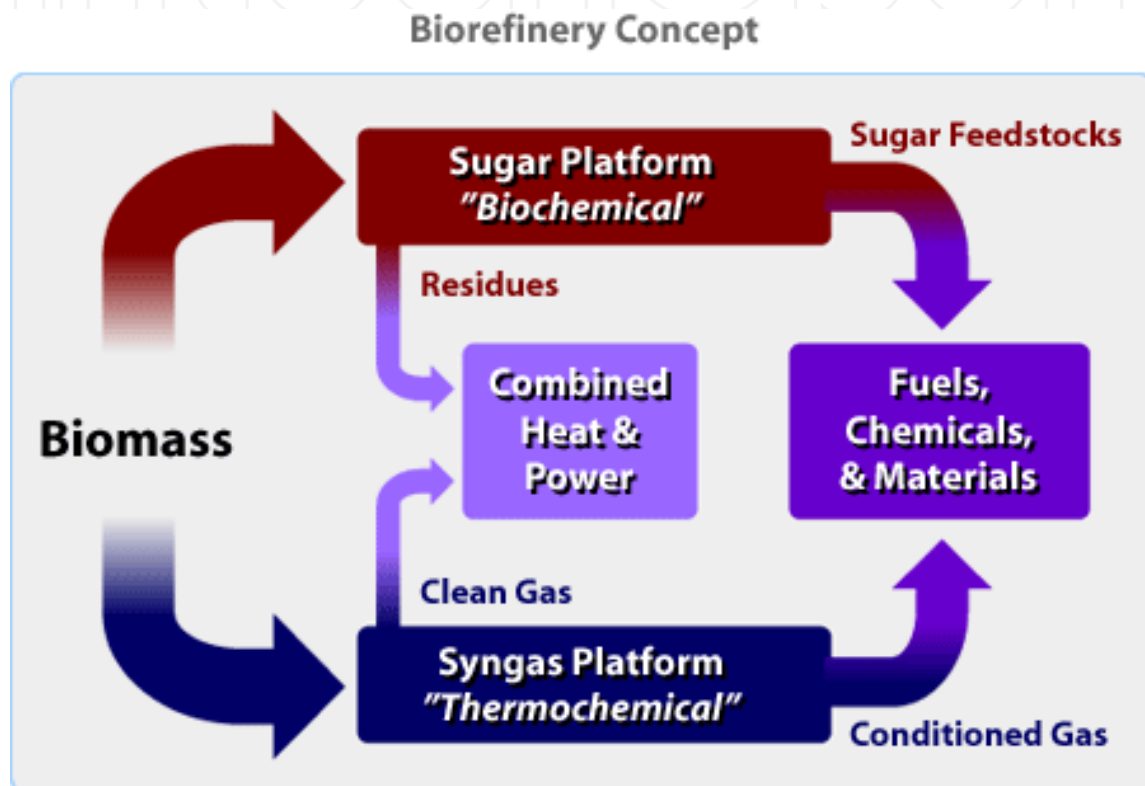 Biorefinery Concept
Sugar Platform
"Biochemical"
Sugar Feedstocks
Residues
Combined
Heat &
Power
Fuels,
Chemicals,
& Materials
Biomass
Clean Gas
Syngas Platform
"Thermochemical"
Conditioned Gas